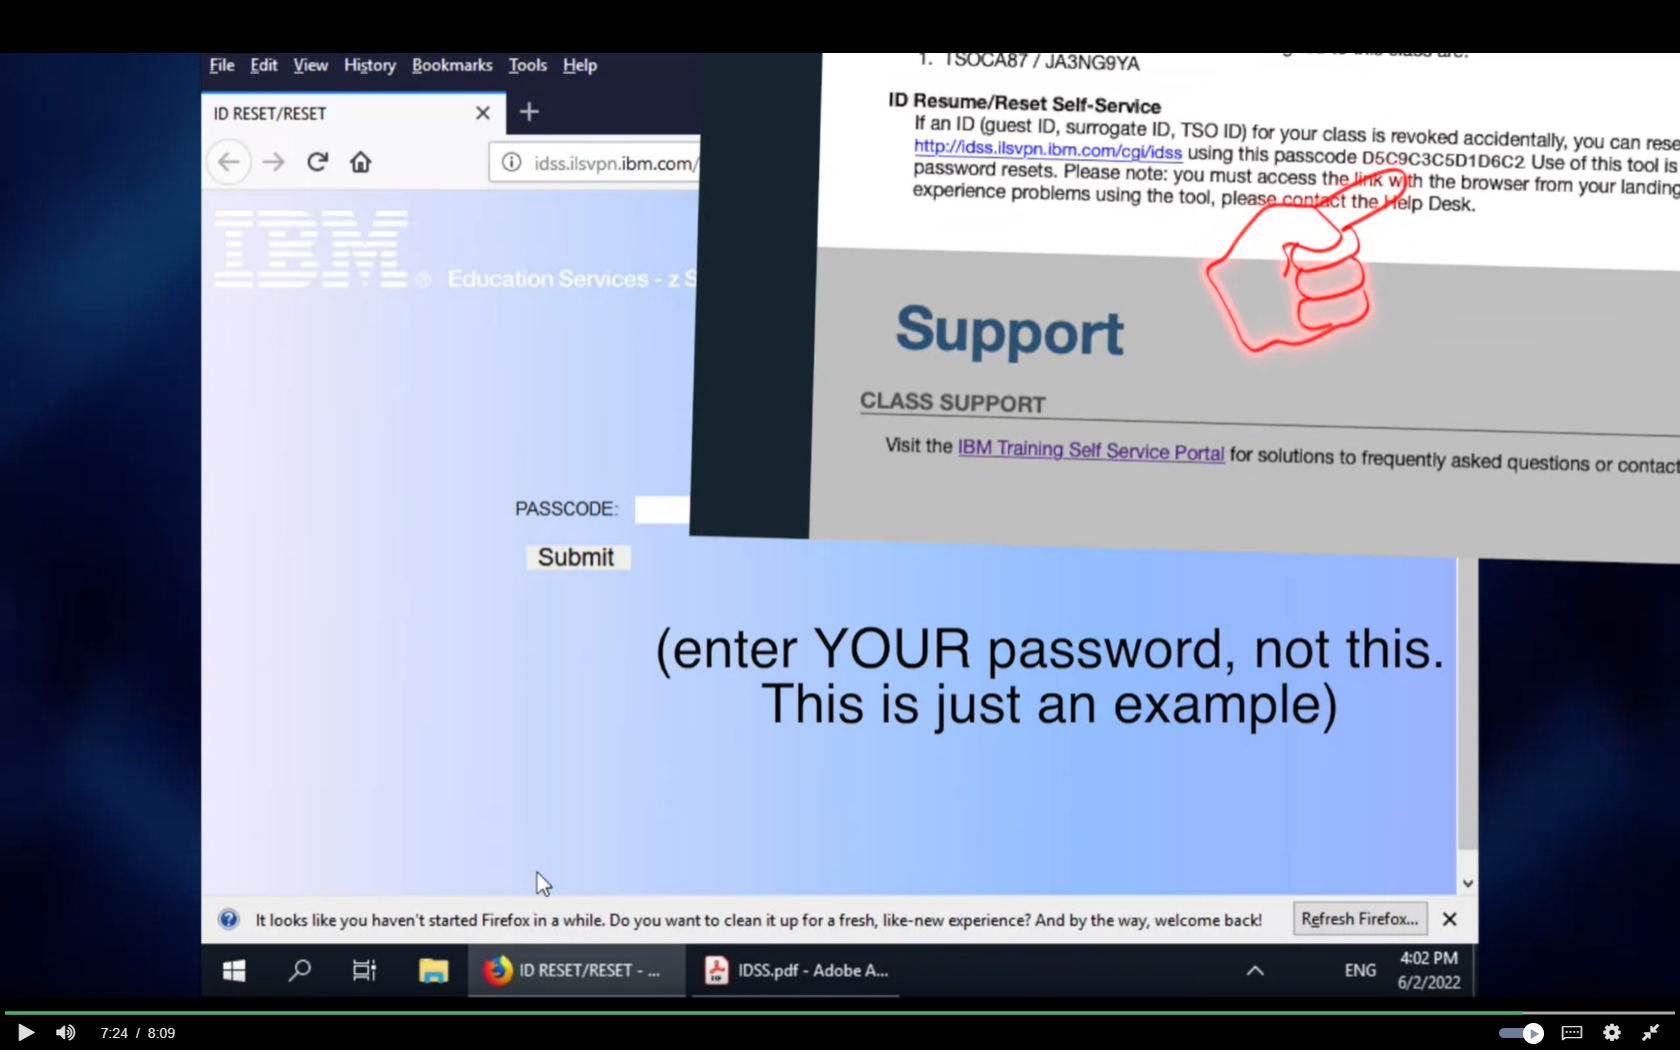 File Edit View History Bookmarks Tools Help
ID RESET/RESET
idss.ilsvpn.ibm.com/
IBM® Education Services - z S
1. TSOCA87 / JA3NG9YA
ID Resume/Reset Self-Service
If an ID (guest ID, surrogate ID, TSO ID) for your class is revoked accidentally, you can rese
http://idss.ilsvpn.ibm.com/cgi/idss using this passcode D5C9C3C5D1D6C2 Use of this tool is
password resets. Please note: you must access the link with the browser from your landing
experience problems using the tool, please contact the Help Desk.
Support
CLASS SUPPORT
Visit the IBM Training Self Service Portal for solutions to frequently asked questions or contact
PASSCODE:
Submit
(enter YOUR password, not this.
This is just an example)
It looks like you haven't started Firefox in a while. Do you want to clean it up for a fresh, like-new experience? And by the way, welcome back!
Refresh Firefox...
ID RESET/RESET - ...
IDSS.pdf - Adobe A...
ENG
4:02 PM
6/2/2022
7:24 / 8:09